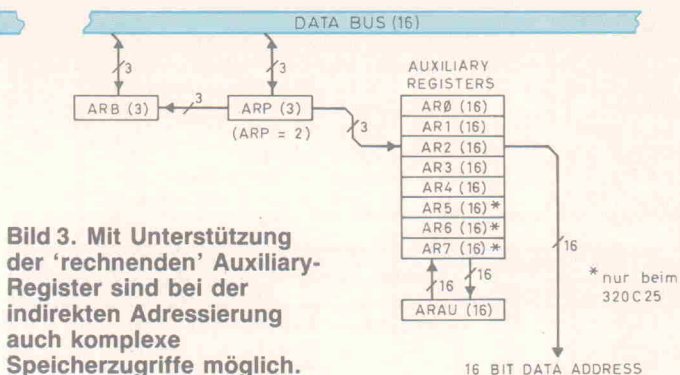 DATA BUS (16)
3
3
AUXILIARY
REGISTERS
ARB (3)
3
ARP (3)
(ARP = 2)
3
ARØ (16)
AR1 (16)
AR2 (16)
AR3 (16)
AR4 (16)
AR5 (16)*
AR6 (16)*
AR7 (16)*
16
16
ARAU (16)
16
* nur beim
320C25
16 BIT DATA ADDRESS
Bild 3. Mit Unterstützung
der 'rechnenden' Auxiliary-
Register sind bei der
indirekten Adressierung
auch komplexe
Speicherzugriffe möglich.